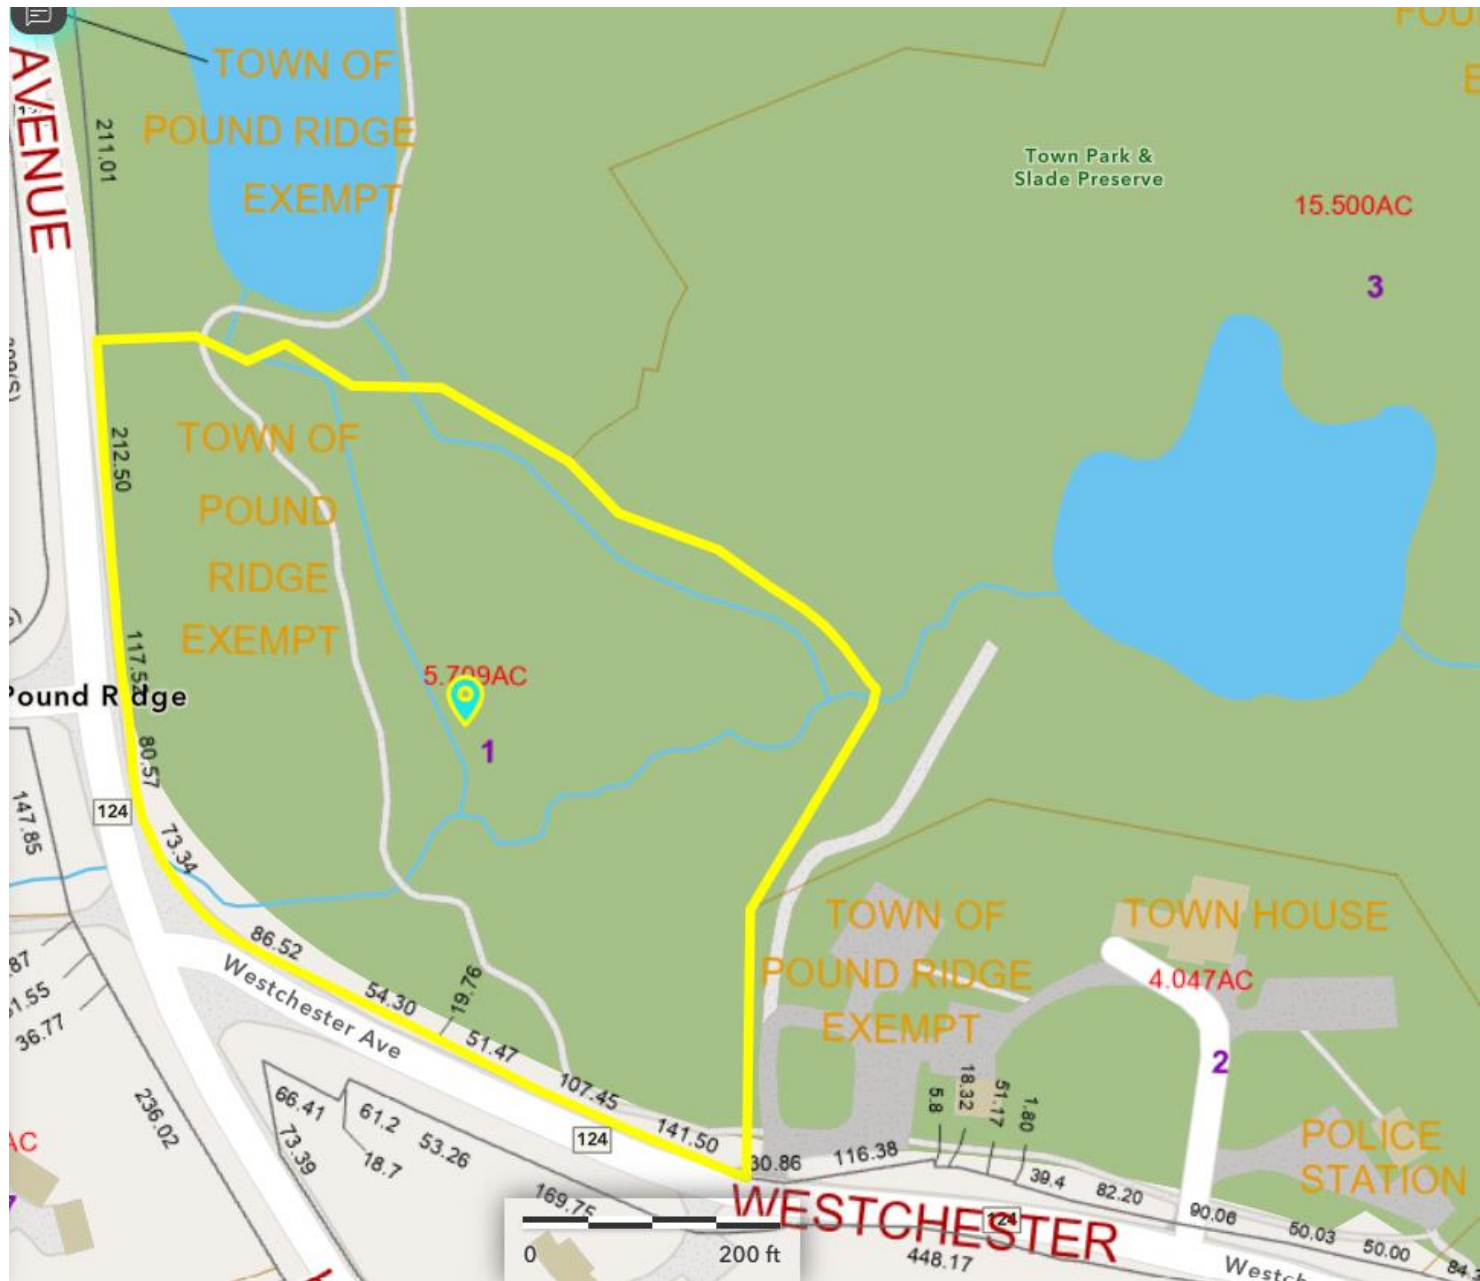 AVENUE
TOWN OF
POUND RIDGE
EXEMPT
211.01
Town Park &
Slade Preserve
15.500AC
3
212.50
TOWN OF
POUND
RIDGE
EXEMPT
117.52
5.709AC
1
Pound Ridge
80.57
124
147.85
73.34
86.52
Westchester Ave
54.30
19.76
51.47
107.45
141.50
TOWN OF
POUND RIDGE
EXEMPT
TOWN HOUSE
4.047AC
2
87
36.77
236.02
66.41
73.39
61.2
18.7
53.26
169.75
124
30.86
116.38
5.8
18.32
51.17
1.80
39.4
82.20
90.06
50.03
50.00
POLICE
STATION
WESTCHESTER
124
448.17
AC
0
200 ft